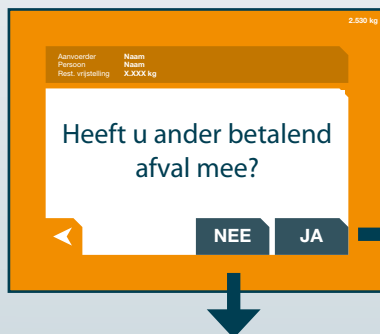 2.530 kg
Aanvoerder Naam
Persoon Naam
Rest. vrijstelling X.XXX kg
Heeft u ander betalend
afval mee?
NEE JA